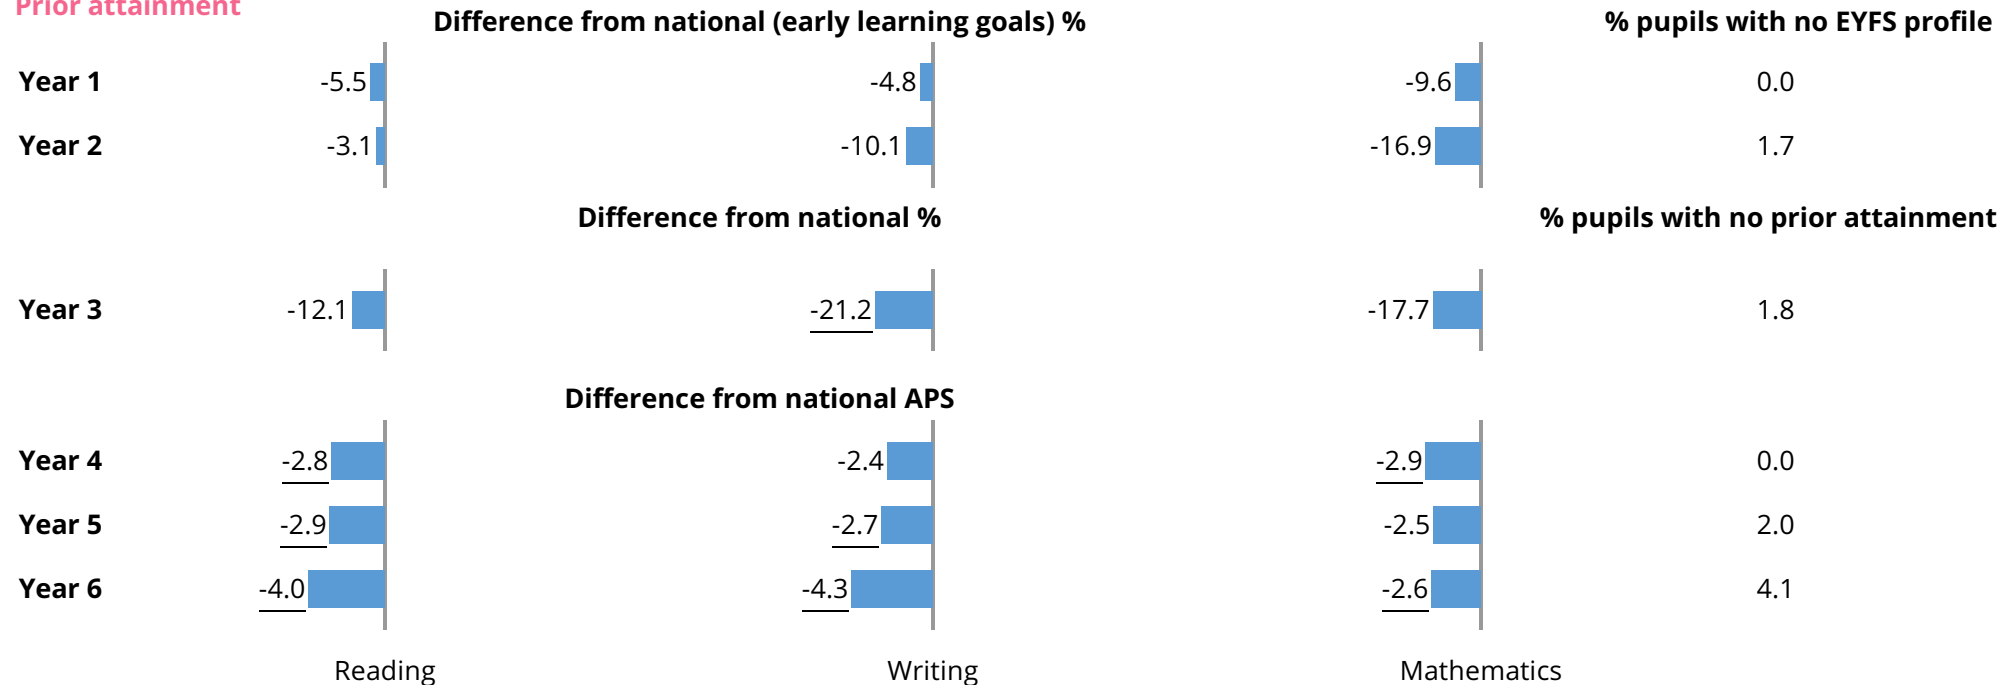 Prior attainment
Difference from national (early learning goals) % % pupils with no EYFS profile
Year 1 -5.5 -4.8 -9.6 0.0
Year 2 -3.1 -10.1 -16.9 1.7
Difference from national % % pupils with no prior attainment
Year 3 -12.1 -21.2 -17.7 1.8
Difference from national APS
Year 4 -2.8 -2.4 -2.9 0.0
Year 5 -2.9 -2.7 -2.5 2.0
Year 6 -4.0 -4.3 -2.6 4.1
Reading Writing Mathematics